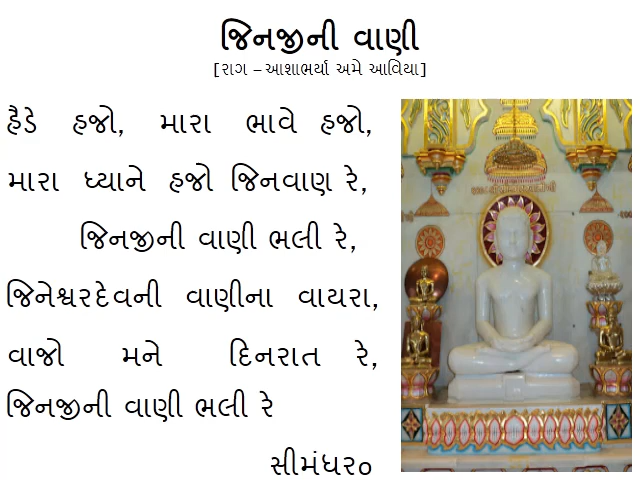 જિનજીની વાણી
[રાગ – આશાભર્યા અમે આવિયા]
હૈડે હજો, મારા ભાવે હજો,
મારા ધ્યાને હજો જિનવાણ રે,
જિનજીની વાણી ભલી રે,
જિનેશ્વરદેવની વાણીના વાયરા,
વાજો મને દિનરાત રે,
જિનજીની વાણી ભલી રે
સીમંધર૦